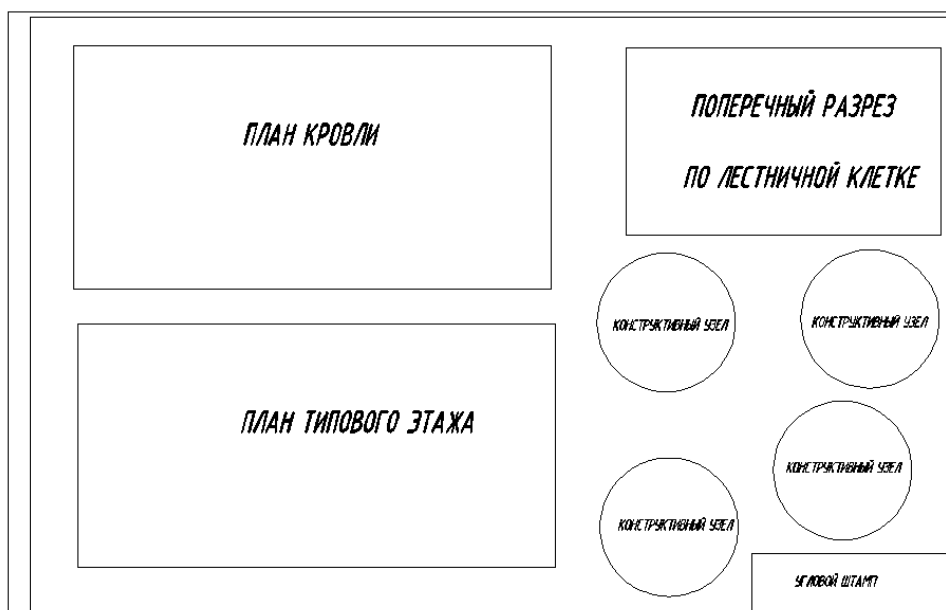 ПЛАН КРОВЛИ
ПОПЕРЕЧНЫЙ РАЗРЕЗ
ПО ЛЕСТНИЧНОЙ КЛЕТКЕ
КОНСТРУКТИВНЫЙ УЗЕЛ
КОНСТРУКТИВНЫЙ УЗЕЛ
ПЛАН ТИПОВОГО ЭТАЖА
КОНСТРУКТИВНЫЙ УЗЕЛ
КОНСТРУКТИВНЫЙ УЗЕЛ
УГЛОВОЙ ШТАМП